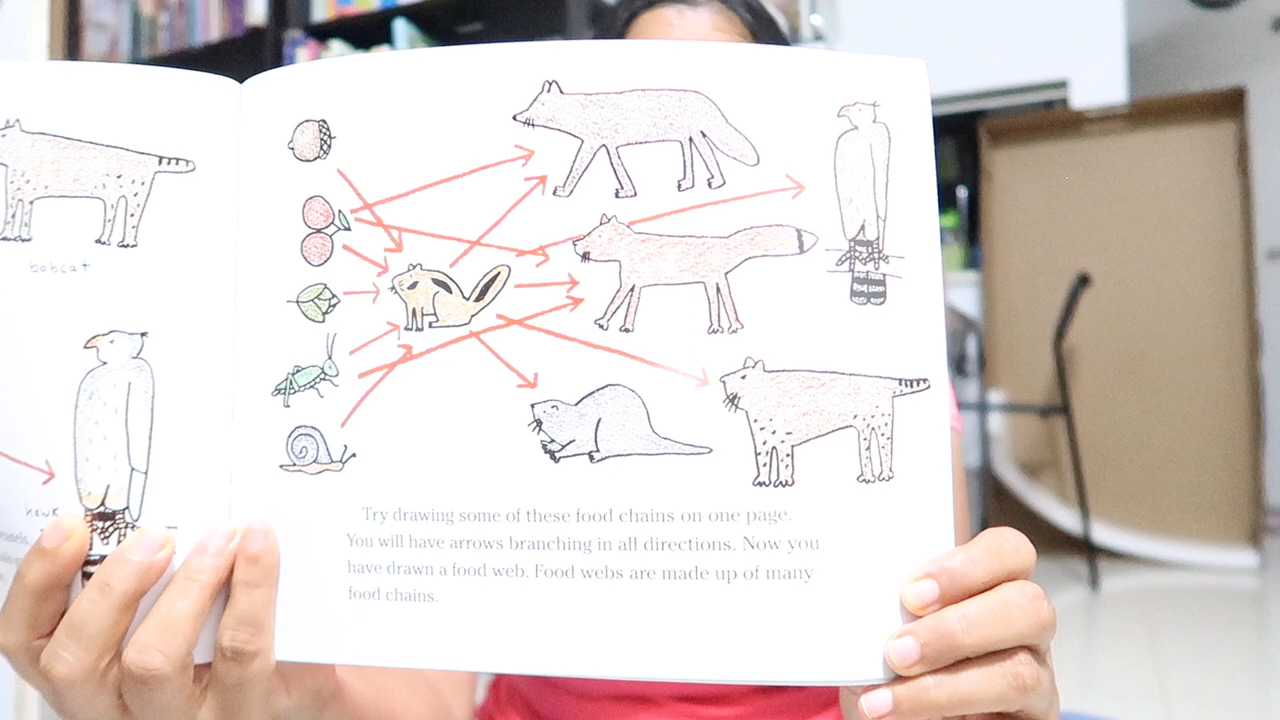 bobcat
hawk
Try drawing some of these food chains on one page.
You will have arrows branching in all directions. Now you
have drawn a food web. Food webs are made up of many
food chains.